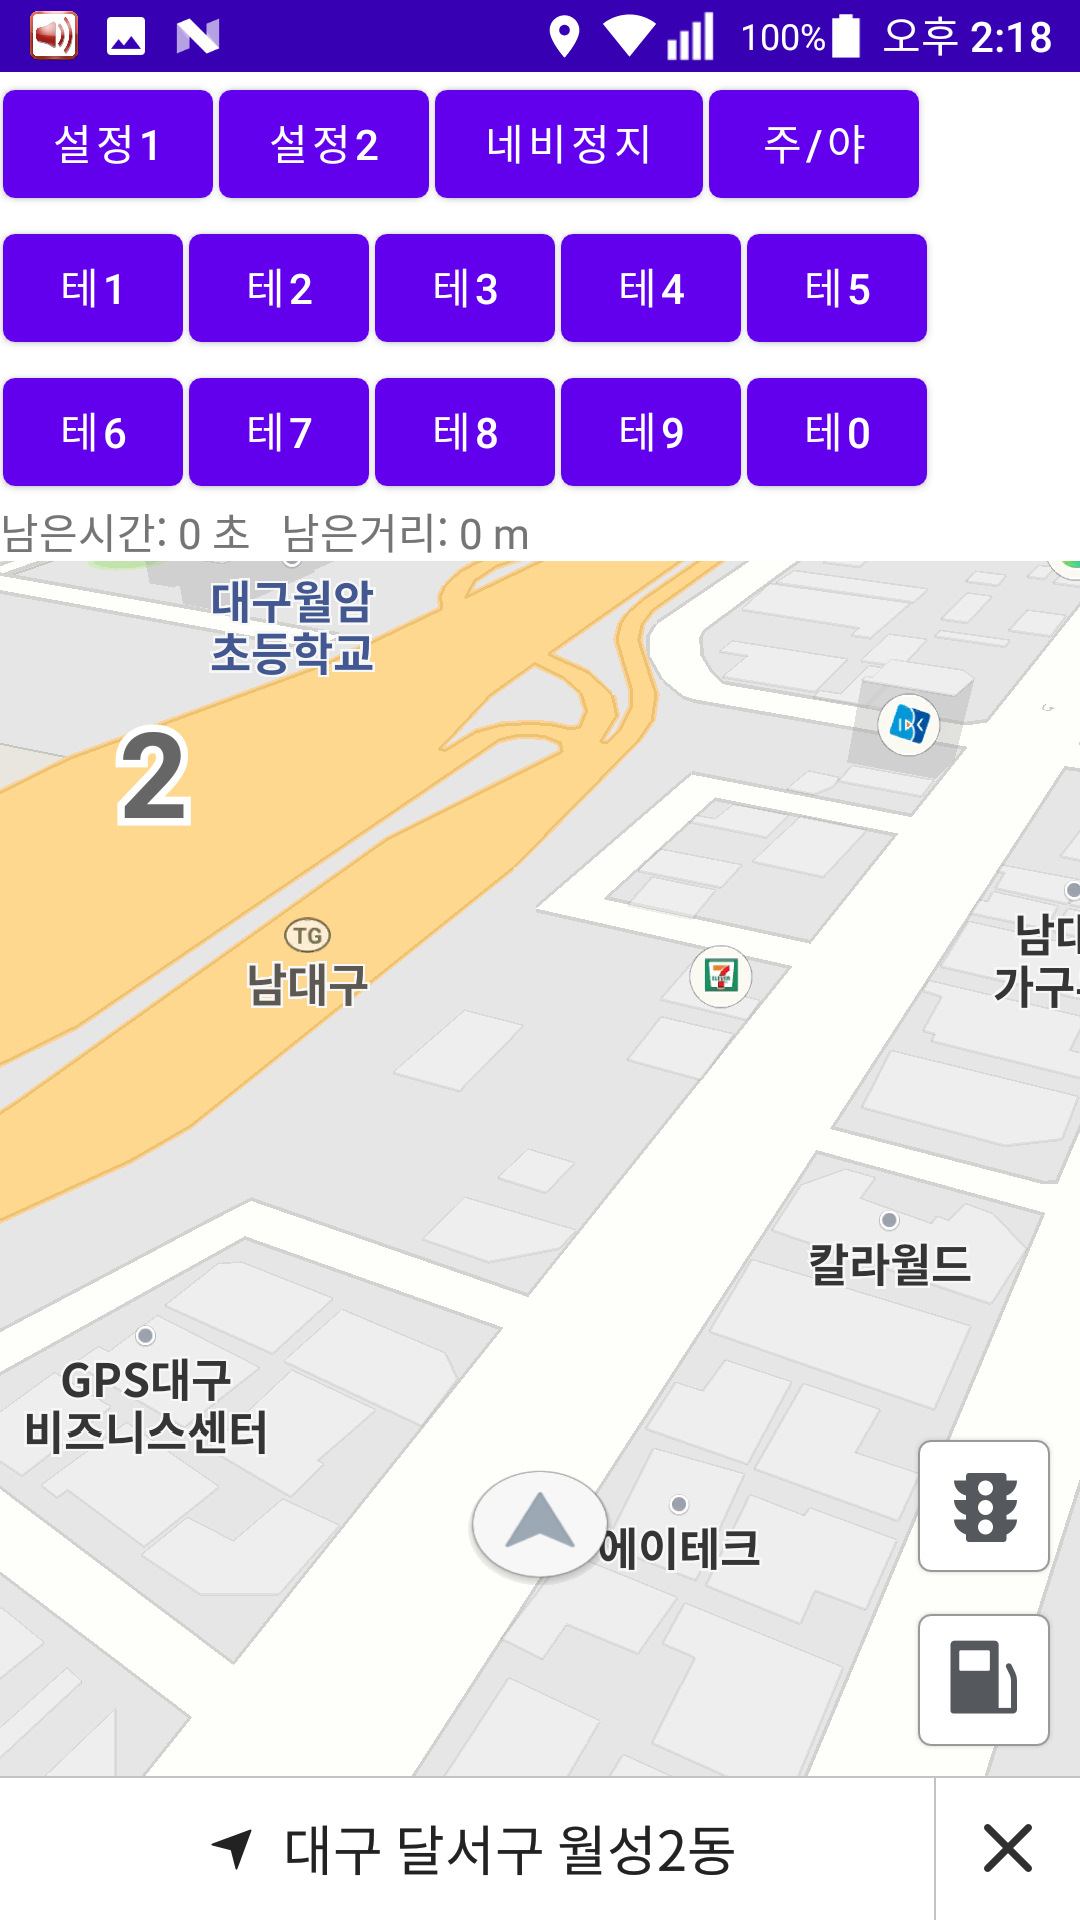 100% 오후 2:18
설정1 설정2 네비정지 주/야
테1 테2 테3 테4 테5
테6 테7 테8 테9 테0
남은시간: 0 초 남은거리: 0 m
대구월암
초등학교
2
TG
남대구
7
ELEVEN
남대
가구
칼라월드
GPS대구
비즈니스센터
에이테크
대구 달서구 월성2동